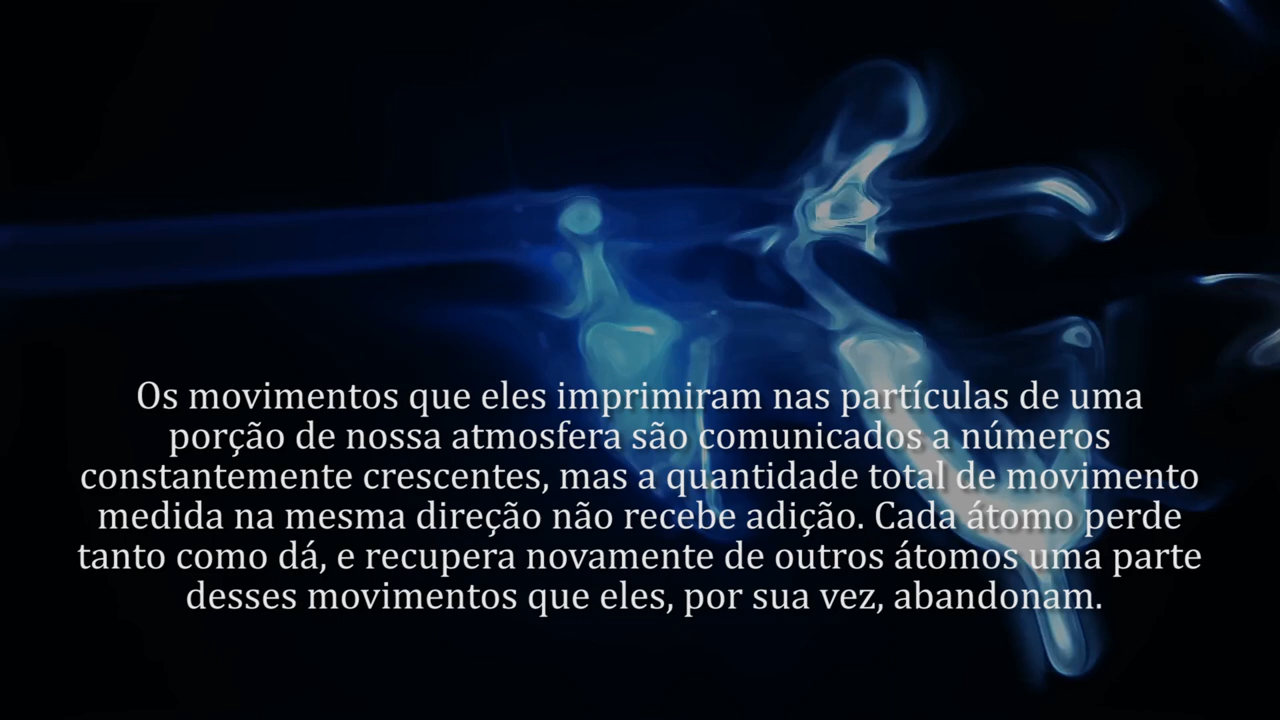 Os movimentos que eles imprimiram nas partículas de uma
porção de nossa atmosfera são comunicados a números
constantemente crescentes, mas a quantidade total de movimento
medida na mesma direção não recebe adição. Cada átomo perde
tanto como dá, e recupera novamente de outros átomos uma parte
desses movimentos que eles, por sua vez, abandonam.